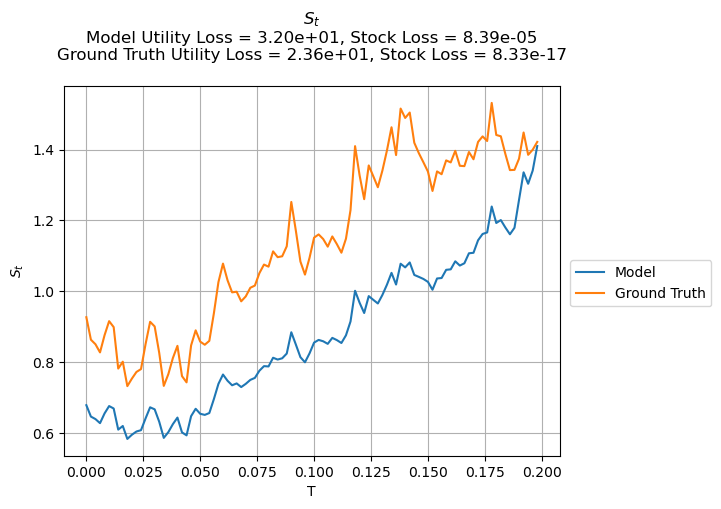 S_t
Model Utility Loss = 3.20e+01, Stock Loss = 8.39e-05
Ground Truth Utility Loss = 2.36e+01, Stock Loss = 8.33e-17
1.4
1.2
1.0
0.8
0.6
S_t
0.000 0.025 0.050 0.075 0.100 0.125 0.150 0.175 0.200
T
Model
Ground Truth